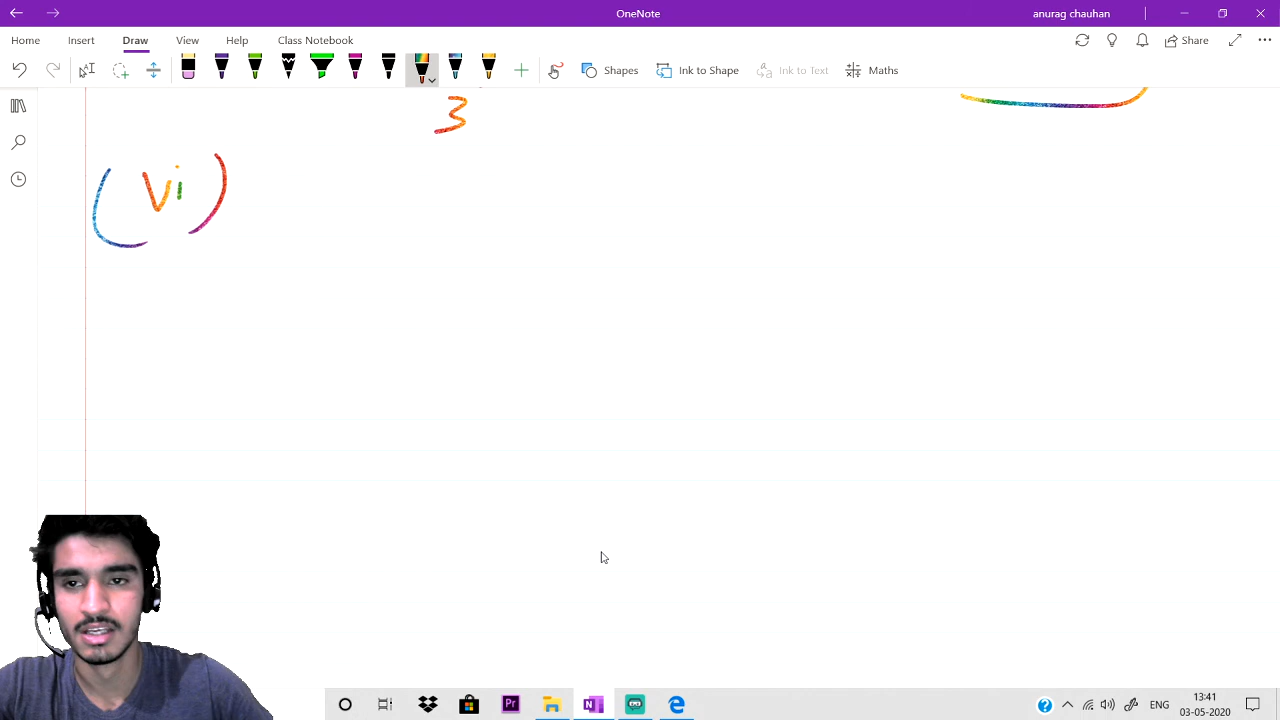 OneNote
anurag chauhan
Home Insert Draw View Help Class Notebook
Share
Shapes Ink to Shape Ink to Text Maths
3
(vi)
Pr
N
ENG
13:41
03-05-2020